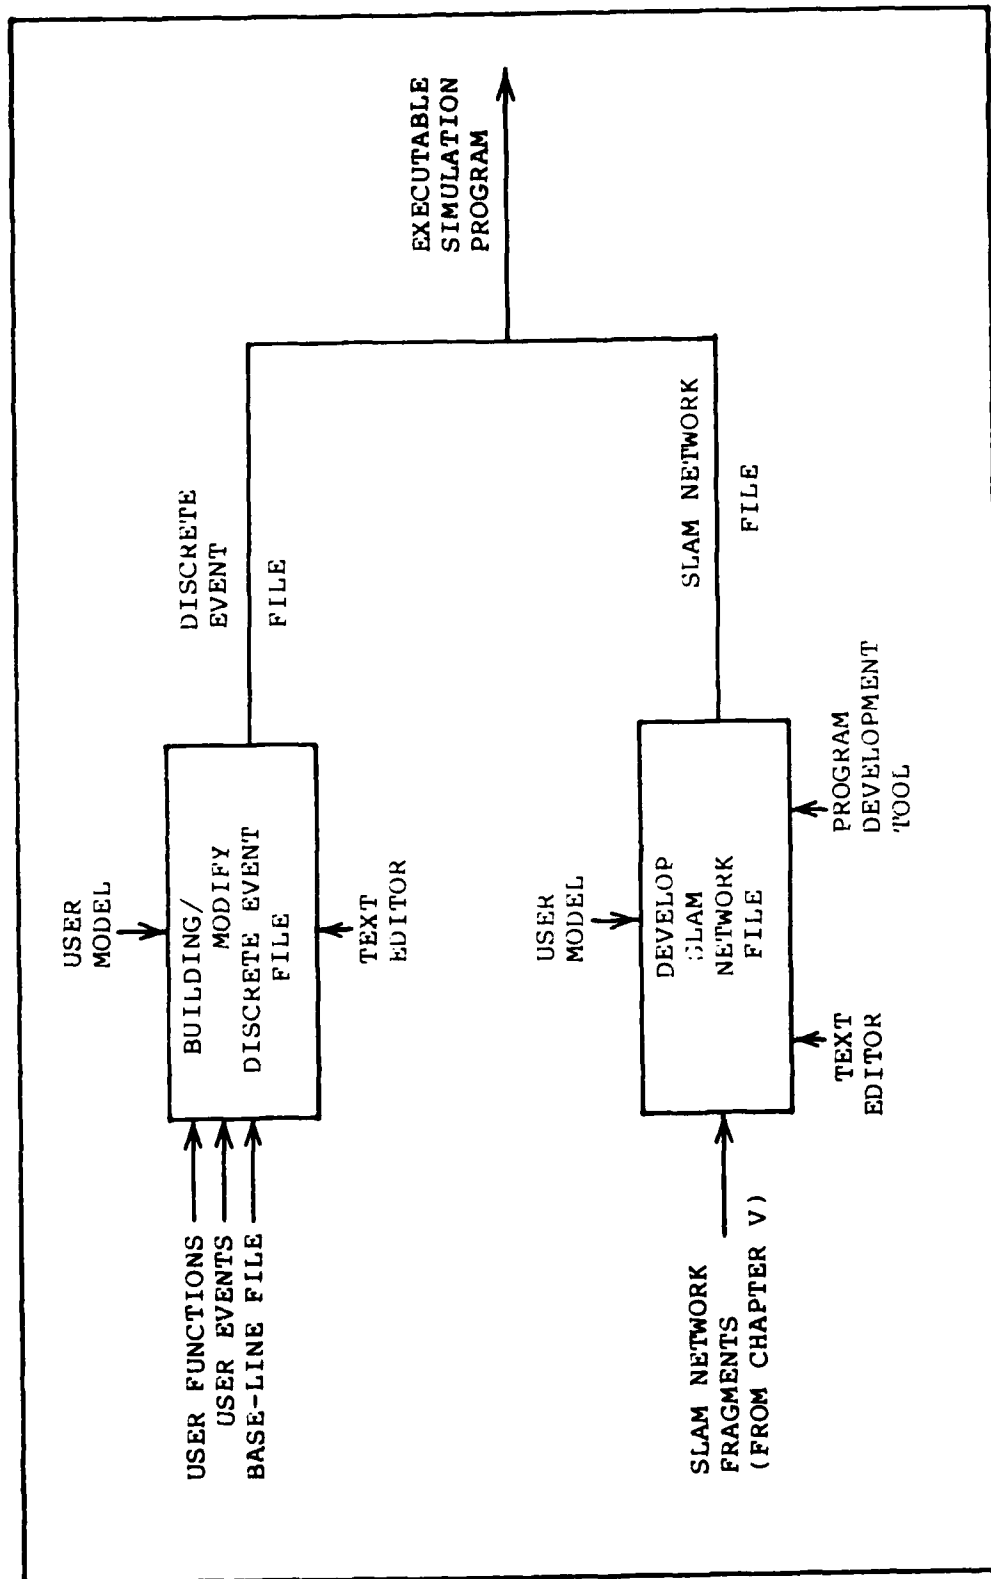 USER FUNCTIONS
USER EVENTS
BASE-LINE FILE
USER
MODEL
BUILDING/
MODIFY
DISCRETE EVENT
FILE
TEXT
EDITOR
DISCRETE
EVENT
FILE
EXECUTABLE
SIMULATION
PROGRAM
SLAM NETWORK
FRAGMENTS
(FROM CHAPTER V)
USER
MODEL
DEVELOP
SLAM
NETWORK
FILE
TEXT
EDITOR
PROGRAM
DEVELOPMENT
TOOL
SLAM NETWORK
FILE